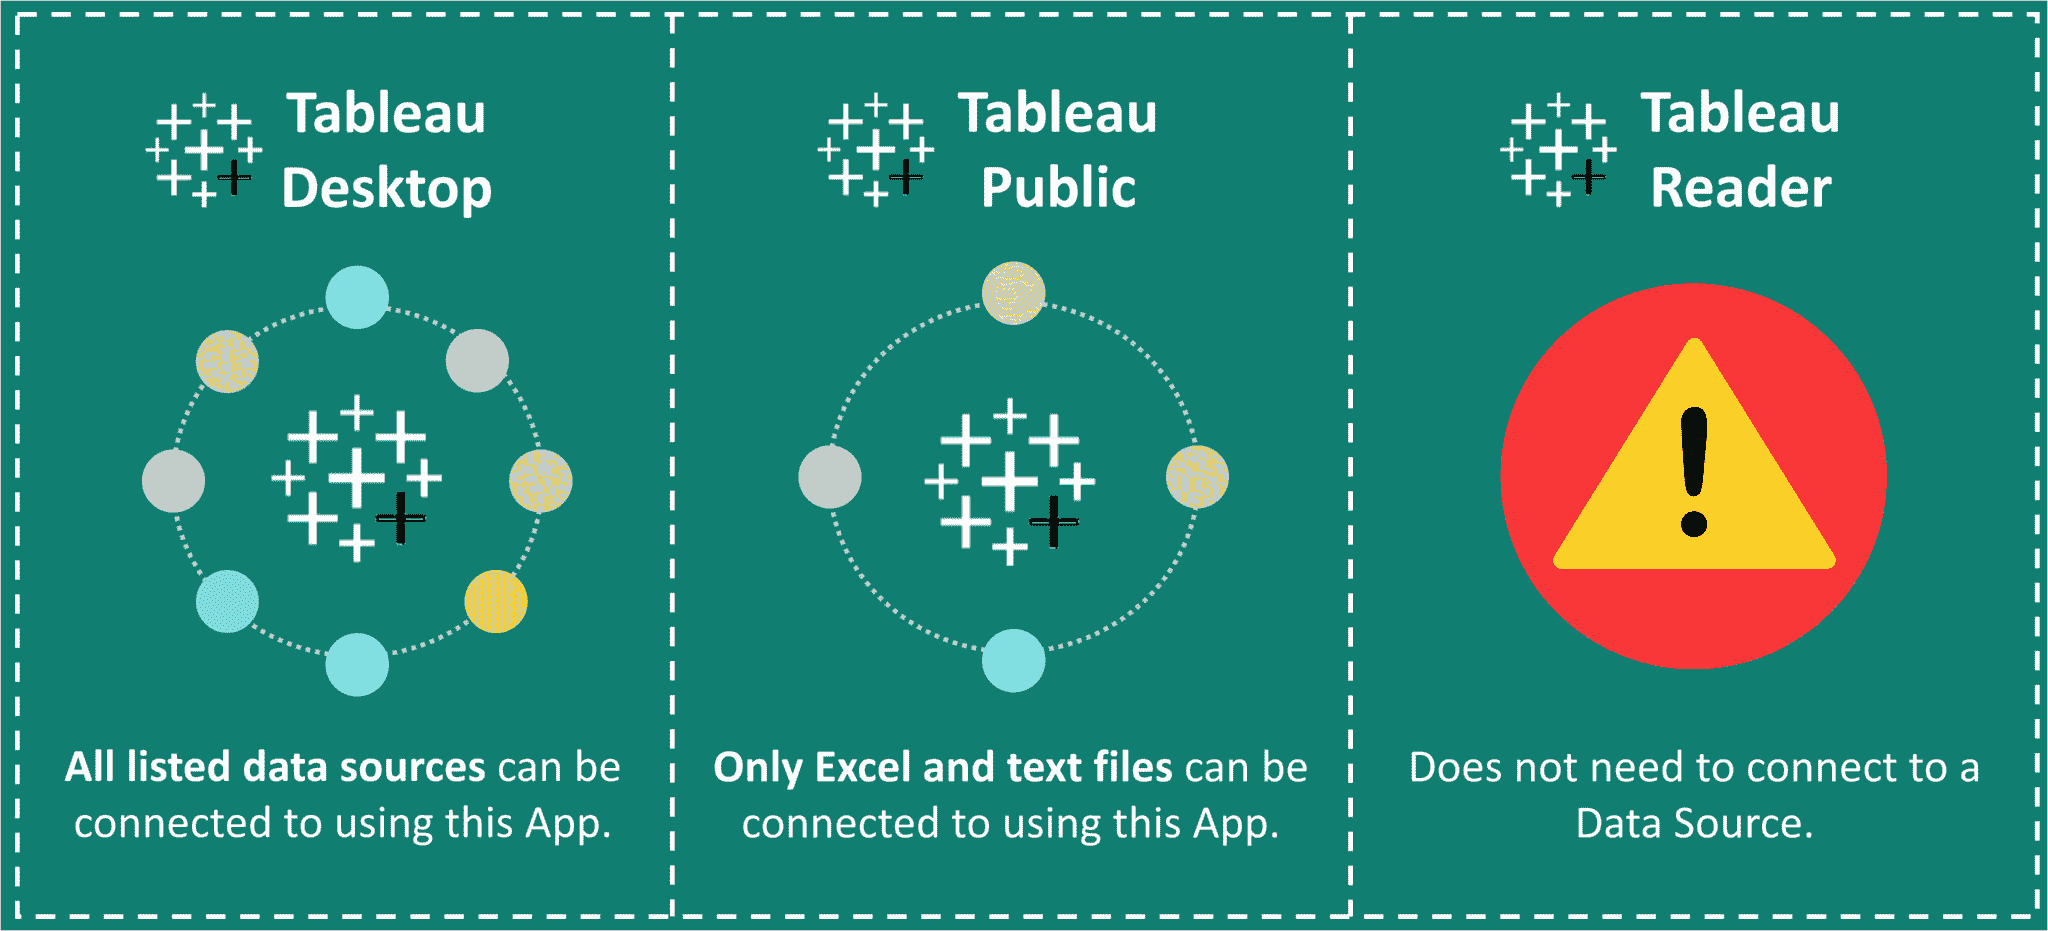 Tableau
Desktop
All listed data sources can be
connected to using this App.
Tableau
Public
Only Excel and text files can be
connected to using this App.
Tableau
Reader
Does not need to connect to a
Data Source.